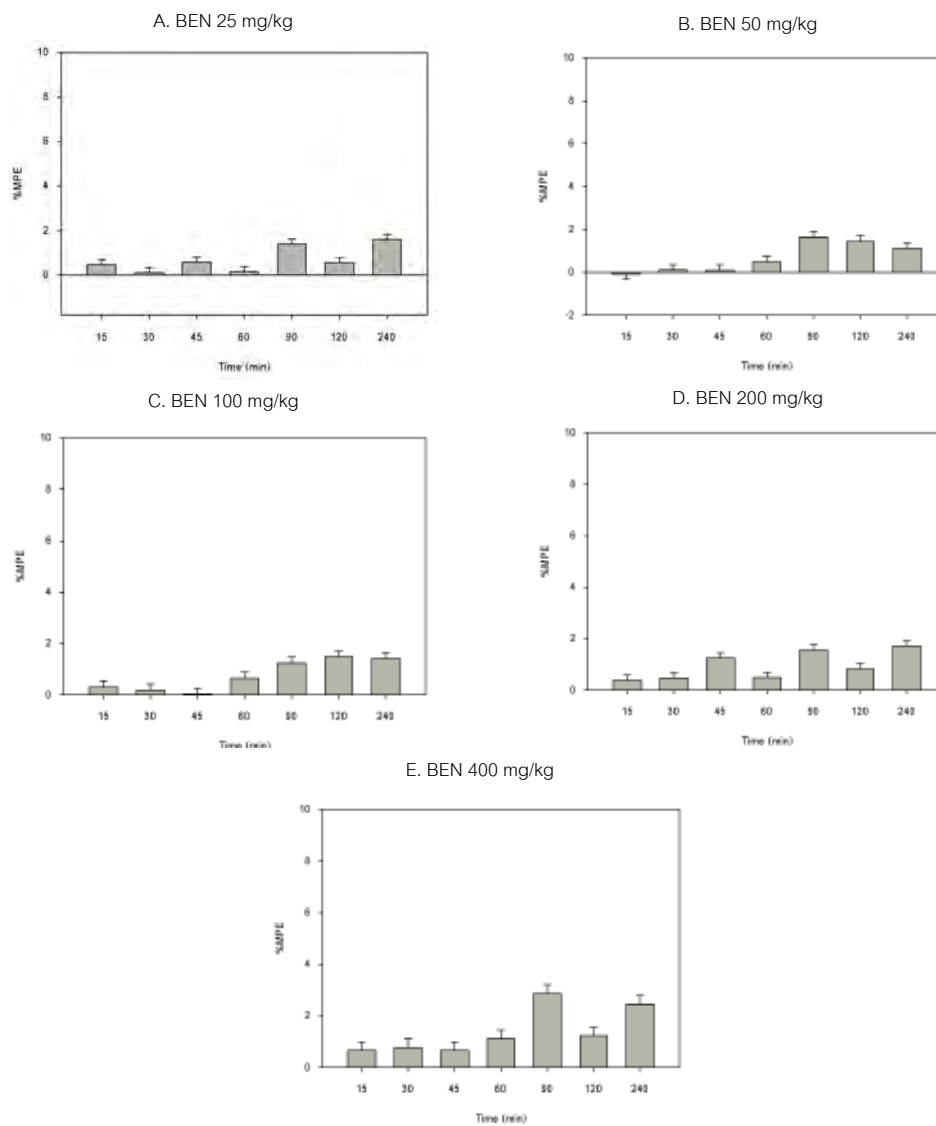 A. BEN 25 mg/kg
10
8
6
4
2
0
%MPE
15 30 45 60 90 120 240
Time (min)
B. BEN 50 mg/kg
10
8
6
4
2
0
-2
%MPE
15 30 45 60 90 120 240
Time (min)
C. BEN 100 mg/kg
10
8
6
4
2
0
%MPE
15 30 45 60 90 120 240
Time (min)
D. BEN 200 mg/kg
10
8
6
4
2
0
%MPE
15 30 45 60 90 120 240
Time (min)
E. BEN 400 mg/kg
10
8
6
4
2
0
%MPE
15 30 45 60 90 120 240
Time (min)